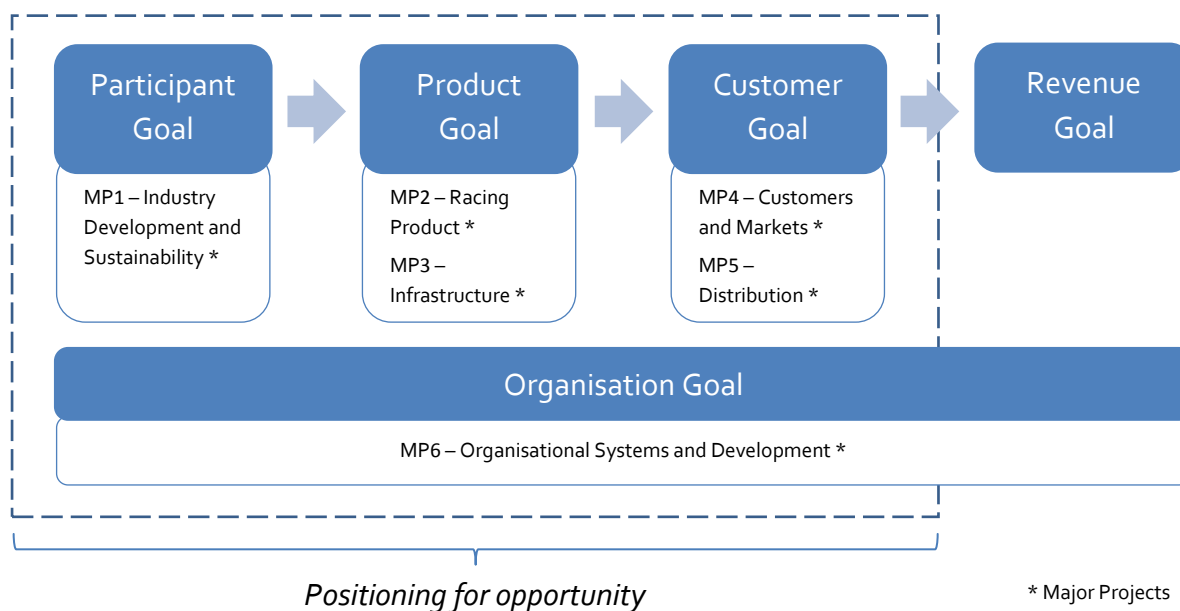 Participant
Goal
Product
Goal
Customer
Goal
Revenue
Goal
MP1 – Industry
Development and
Sustainability *
MP2 – Racing
Product *
MP3 –
Infrastructure *
MP4 – Customers
and Markets *
MP5 –
Distribution *
Organisation Goal
MP6 – Organisational Systems and Development *
Positioning for opportunity
* Major Projects